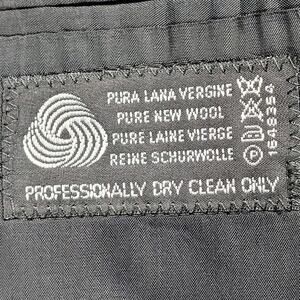 PURA LANA VERGINE
PURE NEW WOOL
PURE LAINE VIERGE
REINE SCHURWOLLE
PROFESSIONALLY DRY CLEAN ONLY
P
1648354